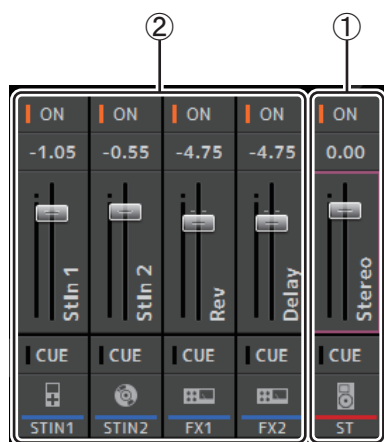 ② ①
ON ON ON ON ON
-1.05 -0.55 -4.75 -4.75 0.00
StIn 1 StIn 2 Rev Delay Stereo
CUE CUE CUE CUE CUE
STIN1 STIN2 FX1 FX2 ST